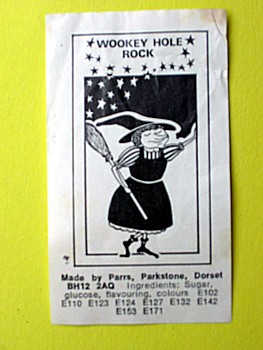 WOOKEY HOLE
ROCK
Made by Parrs, Parkstone, Dorset
BH12 2AQ Ingredients: Sugar,
glucose, flavouring, colours E102
E110 E123 E124 E127 E132 E142
E153 E171